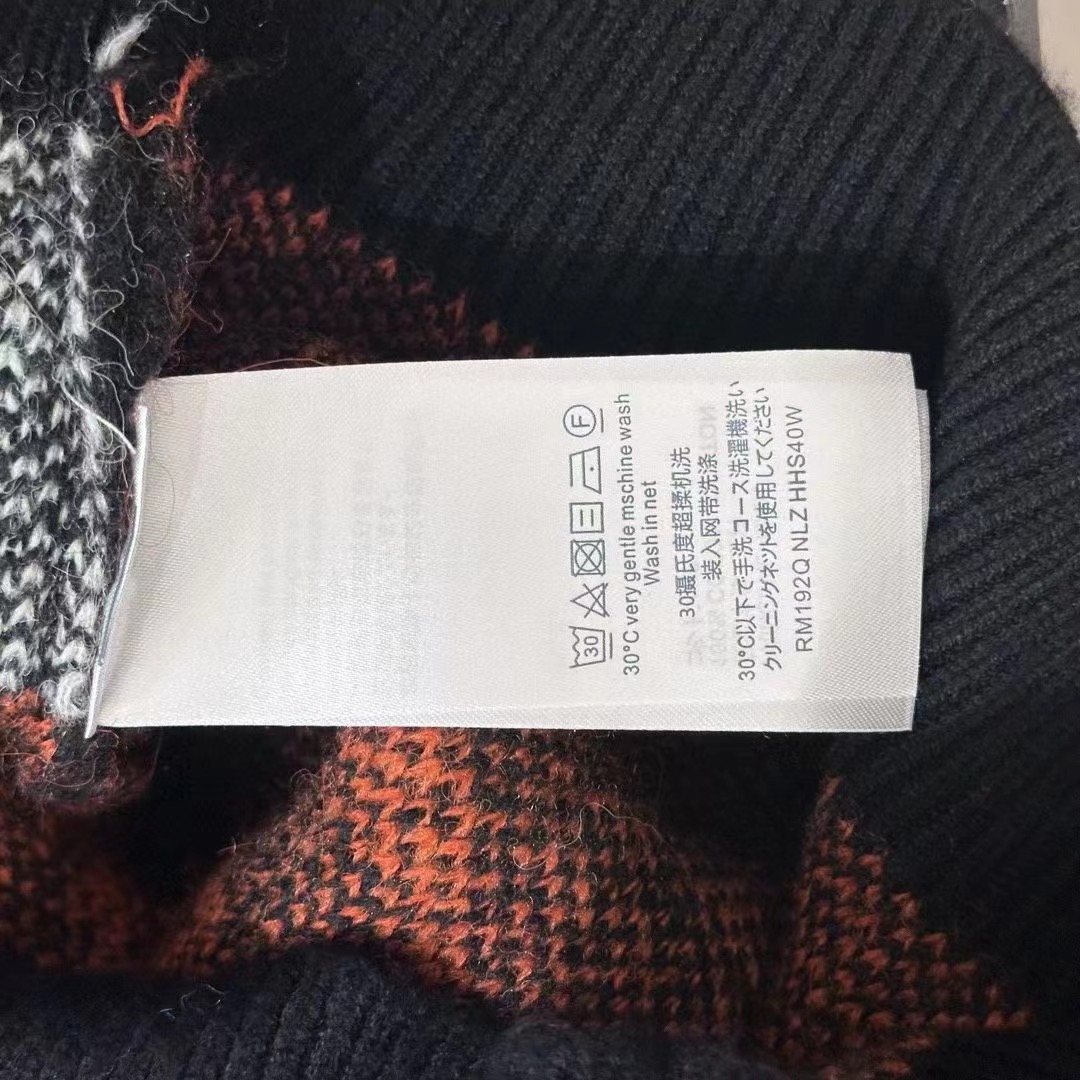 30 F
30°C very gentle mschine wash
Wash in net
30摄氏度超揉机洗
装入网带洗涤
30°C以下で手洗コース洗濯機洗い
クリーニングネットを使用してください
RM192Q NLZ HHS40W